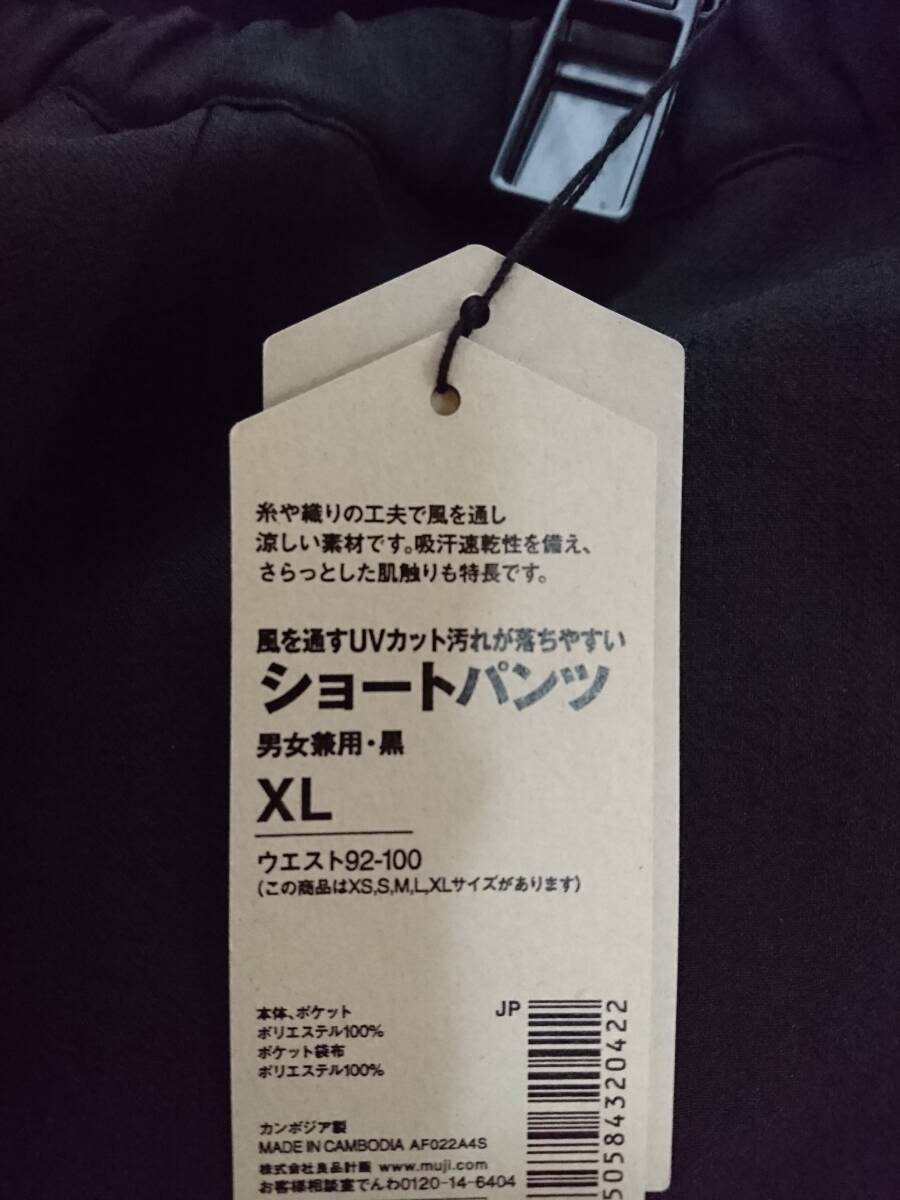 糸や織りの工夫で風を通し
涼しい素材です。吸汗速乾性を備え、
さらっとした肌触りも特長です。
風を通すUVカット汚れが落ちやすい
ショートパンツ
男女兼用・黒
XL
ウエスト92-100
(この商品はXS,S,M,L,XLサイズがあります)
本体、ポケット
ポリエステル100%
ポケット袋布
ポリエステル100%
JP
50584320422
カンボジア製
MADE IN CAMBODIA AF022A4S
株式会社良品計画 www.muji.com
お客様相談室でんわ0120-14-6404